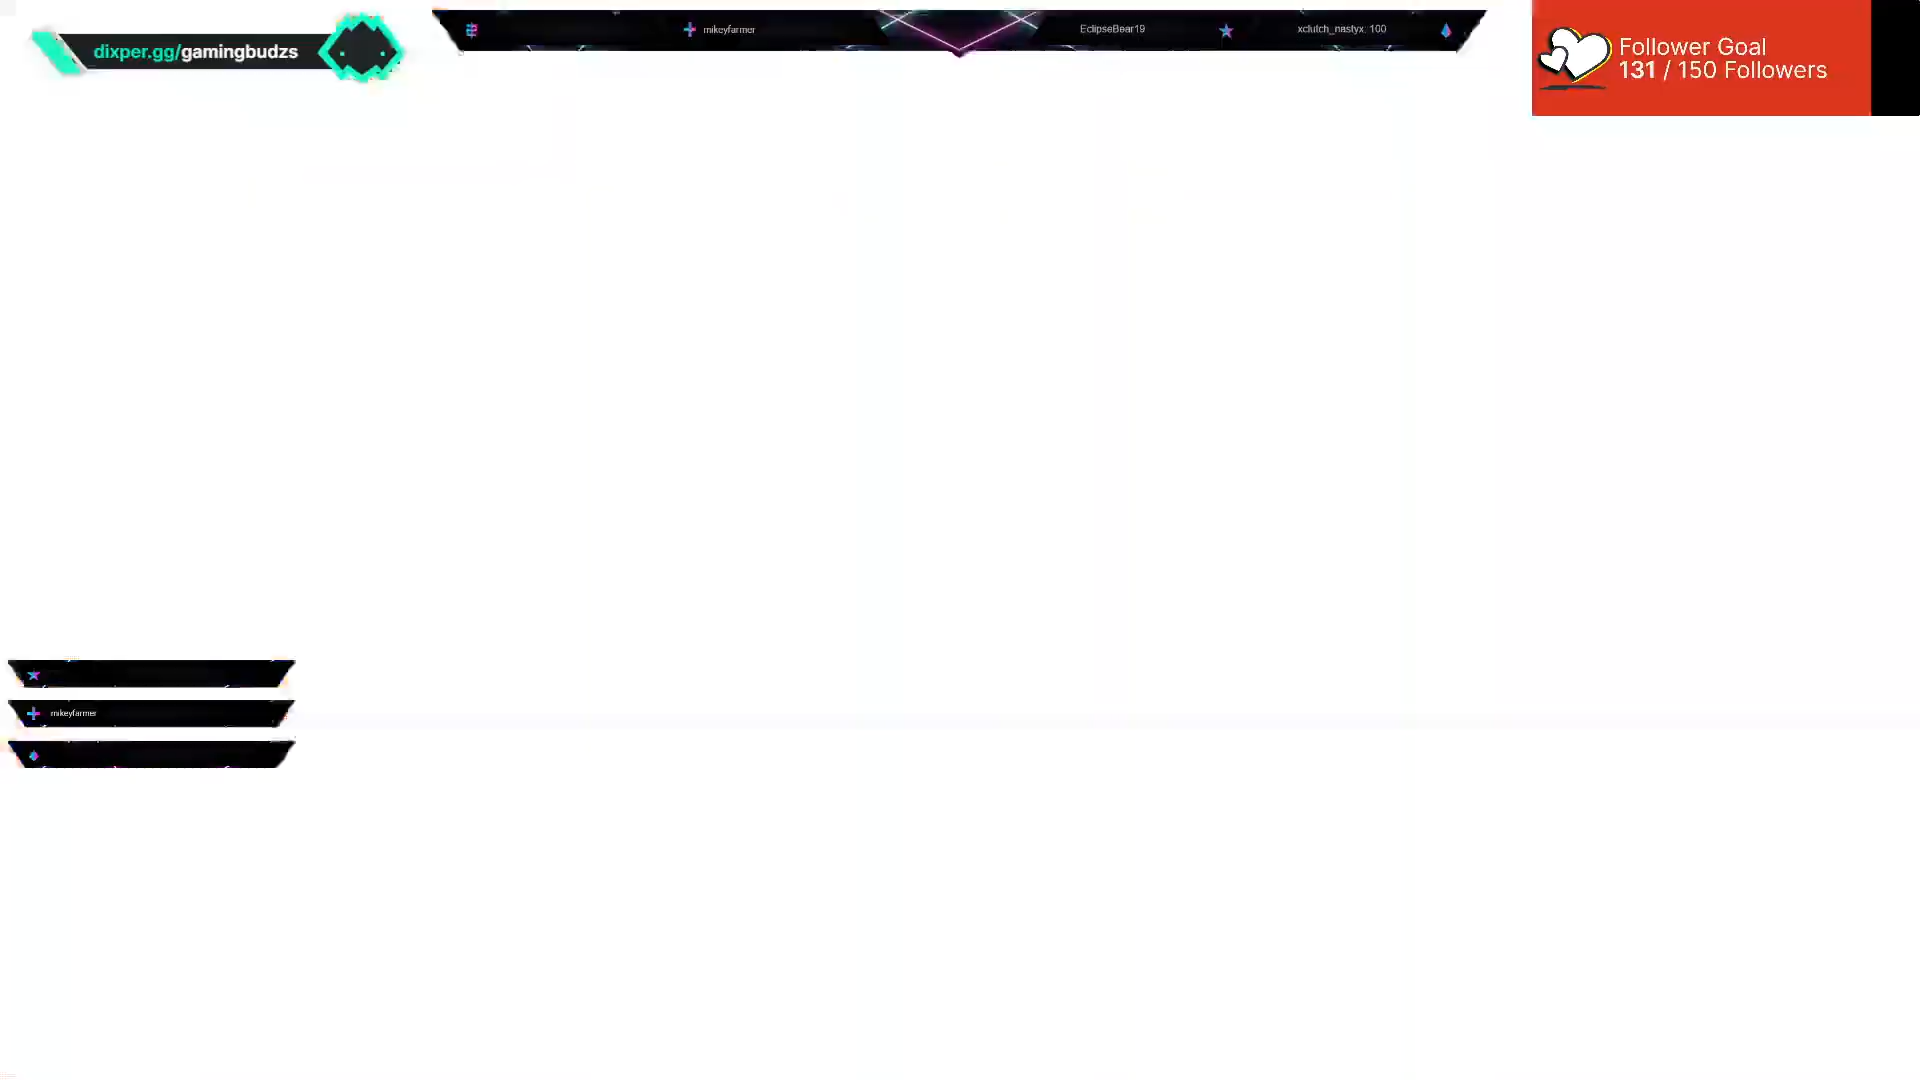 dixper.gg/gamingbudzs
mikeyfarmer
EclipseBear19
xclutch_nastyx: 100
Follower Goal
131 / 150 Followers
mikeyfarmer